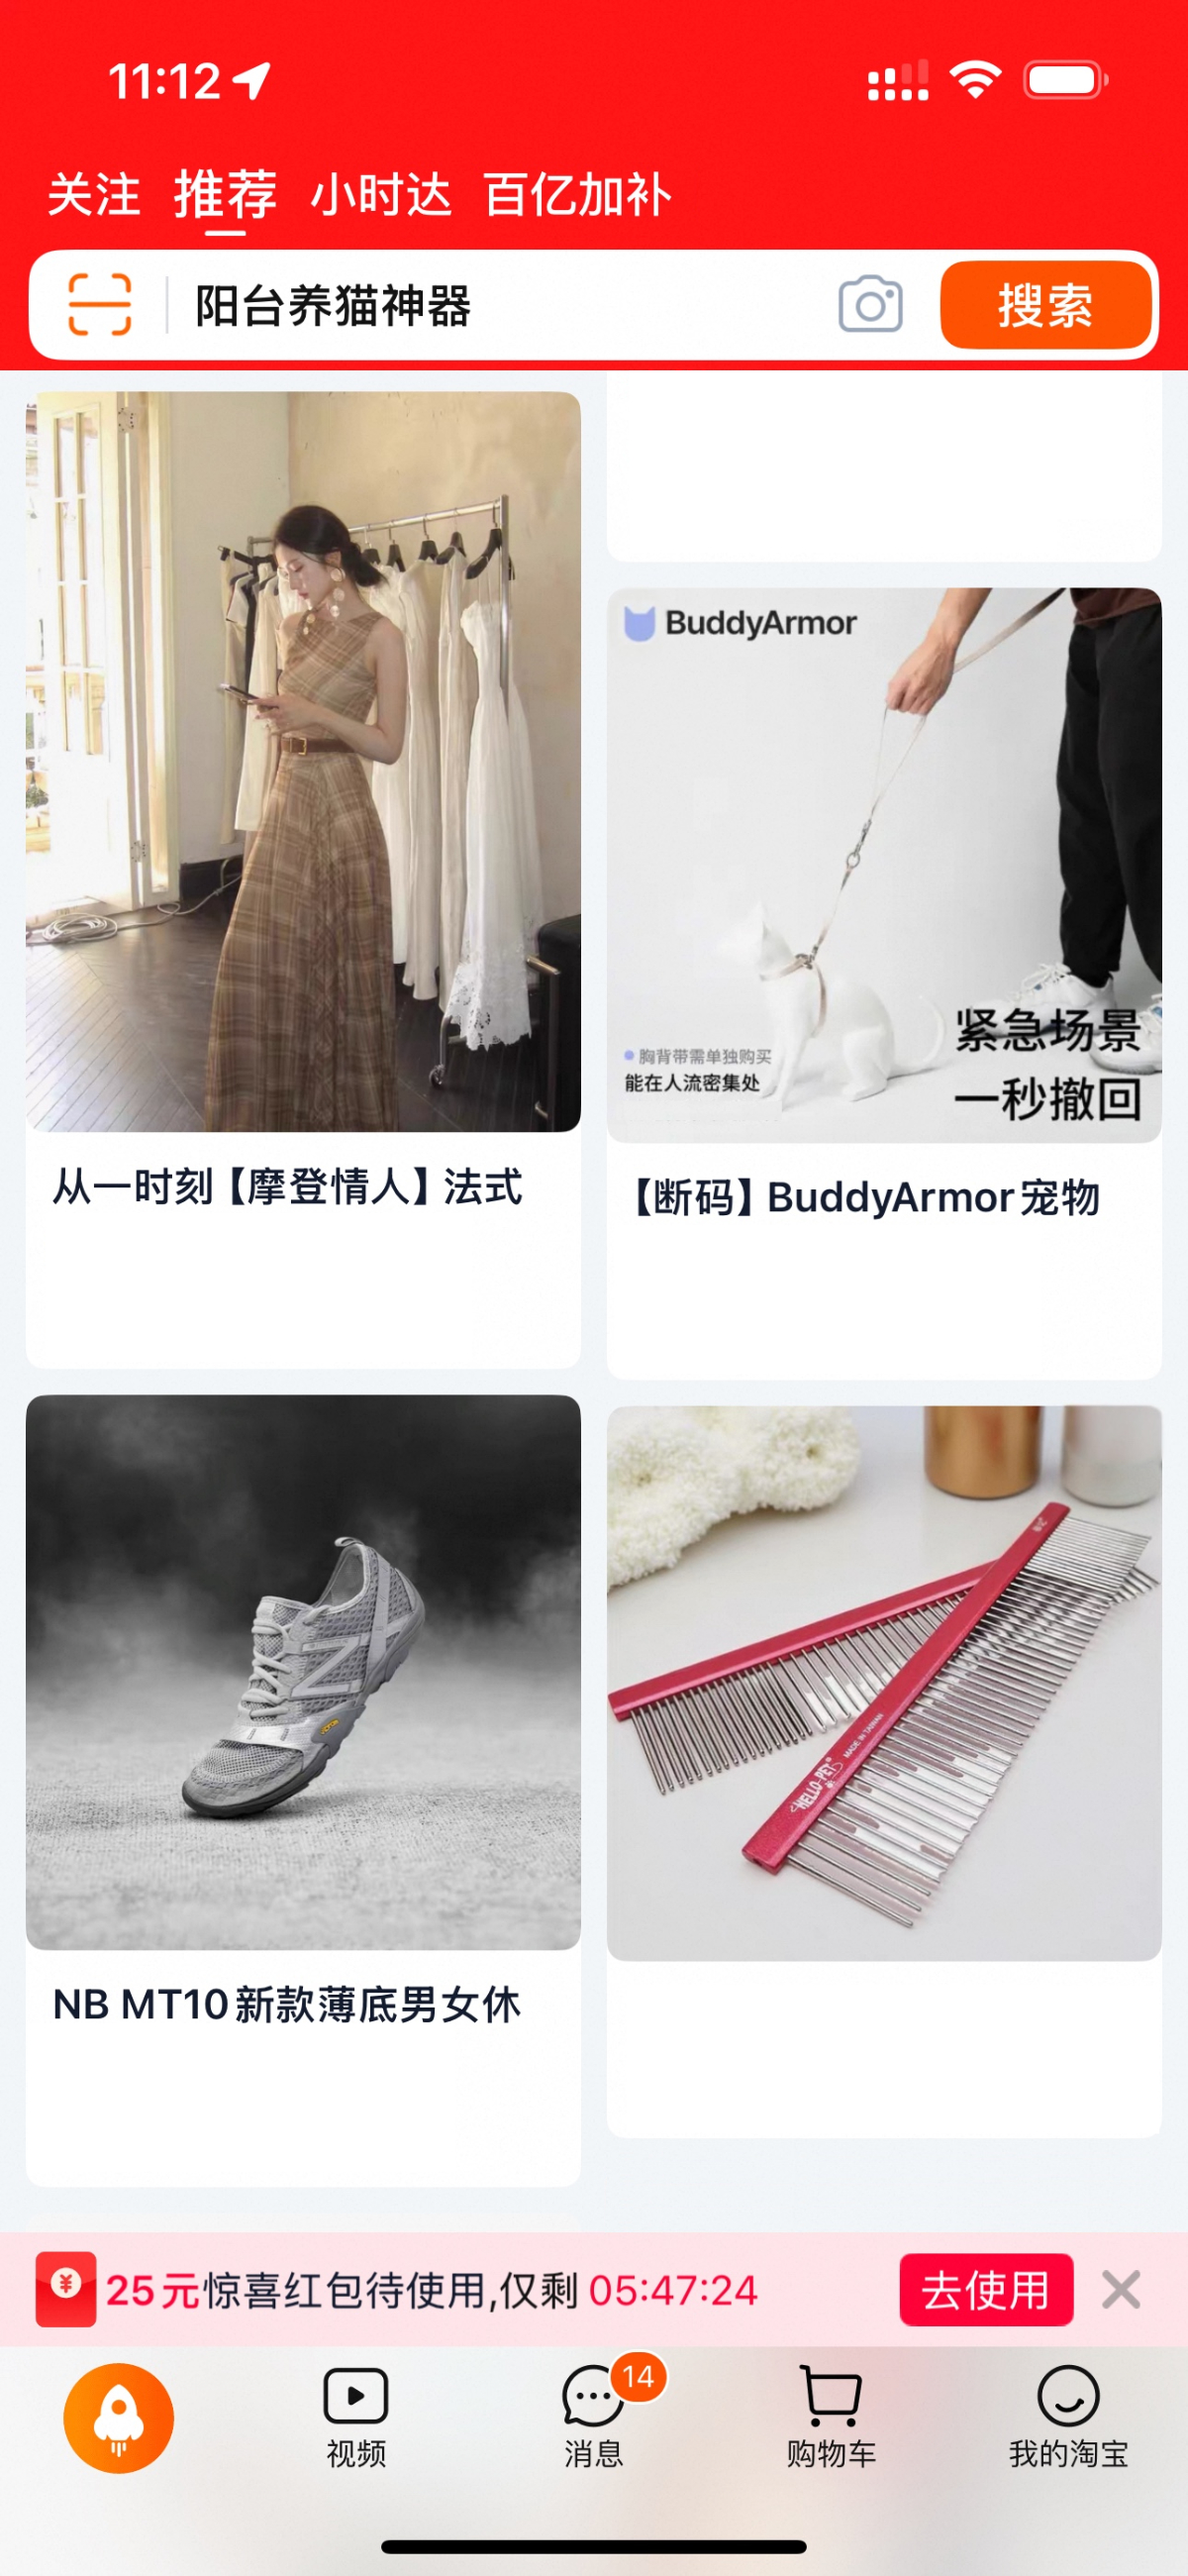 11:12
关注 推荐 小时达 百亿加补
阳台养猫神器
搜索
BuddyArmor
胸背带需单独购买
能在人流密集处
紧急场景
一秒撤回
从一时刻【摩登情人】法式
【断码】BuddyArmor宠物
HELLO-PET® MADE IN TAIWAN
NB MT10新款薄底男女休
25元惊喜红包待使用,仅剩 05:47:24
去使用
14
视频 消息 购物车 我的淘宝